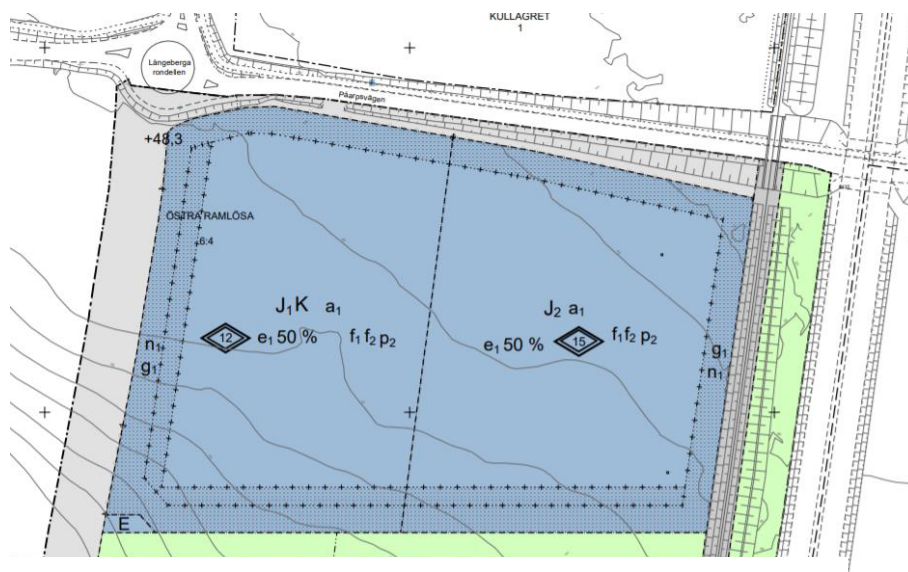 KULLAGRET
1
Långeberga
rondellen
Påarpsvägen
+48,3
ÖSTRA RAMLÖSA
6:4
J₁K a₁
12 e₁ 50 % f₁ f₂ p₂
J₂ a₁
e₁ 50 % 15 f₁ f₂ p₂
n₁
g₁
g₁
n₁
E